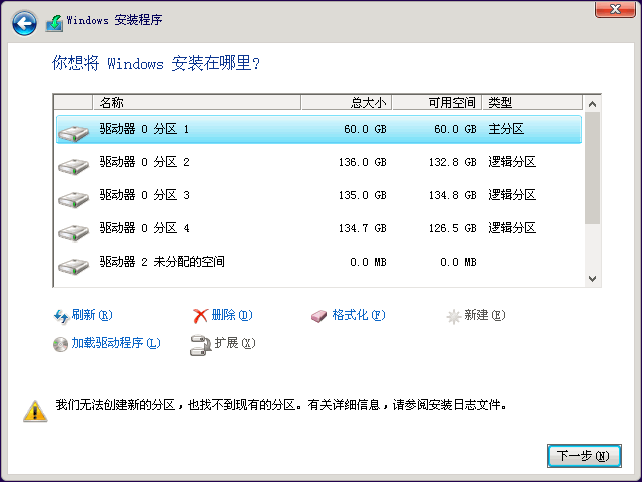 Windows 安装程序
你想将 Windows 安装在哪里?
名称 总大小 可用空间 类型
驱动器 0 分区 1 60.0 GB 60.0 GB 主分区
驱动器 0 分区 2 136.0 GB 132.8 GB 逻辑分区
驱动器 0 分区 3 135.0 GB 134.8 GB 逻辑分区
驱动器 0 分区 4 134.7 GB 126.5 GB 逻辑分区
驱动器 2 未分配的空间 0.0 MB 0.0 MB
刷新(R) 删除(D) 格式化(F) 新建(E)
加载驱动程序(L) 扩展(X)
我们无法创建新的分区，也找不到现有的分区。有关详细信息，请参阅安装日志文件。
下一步(N)